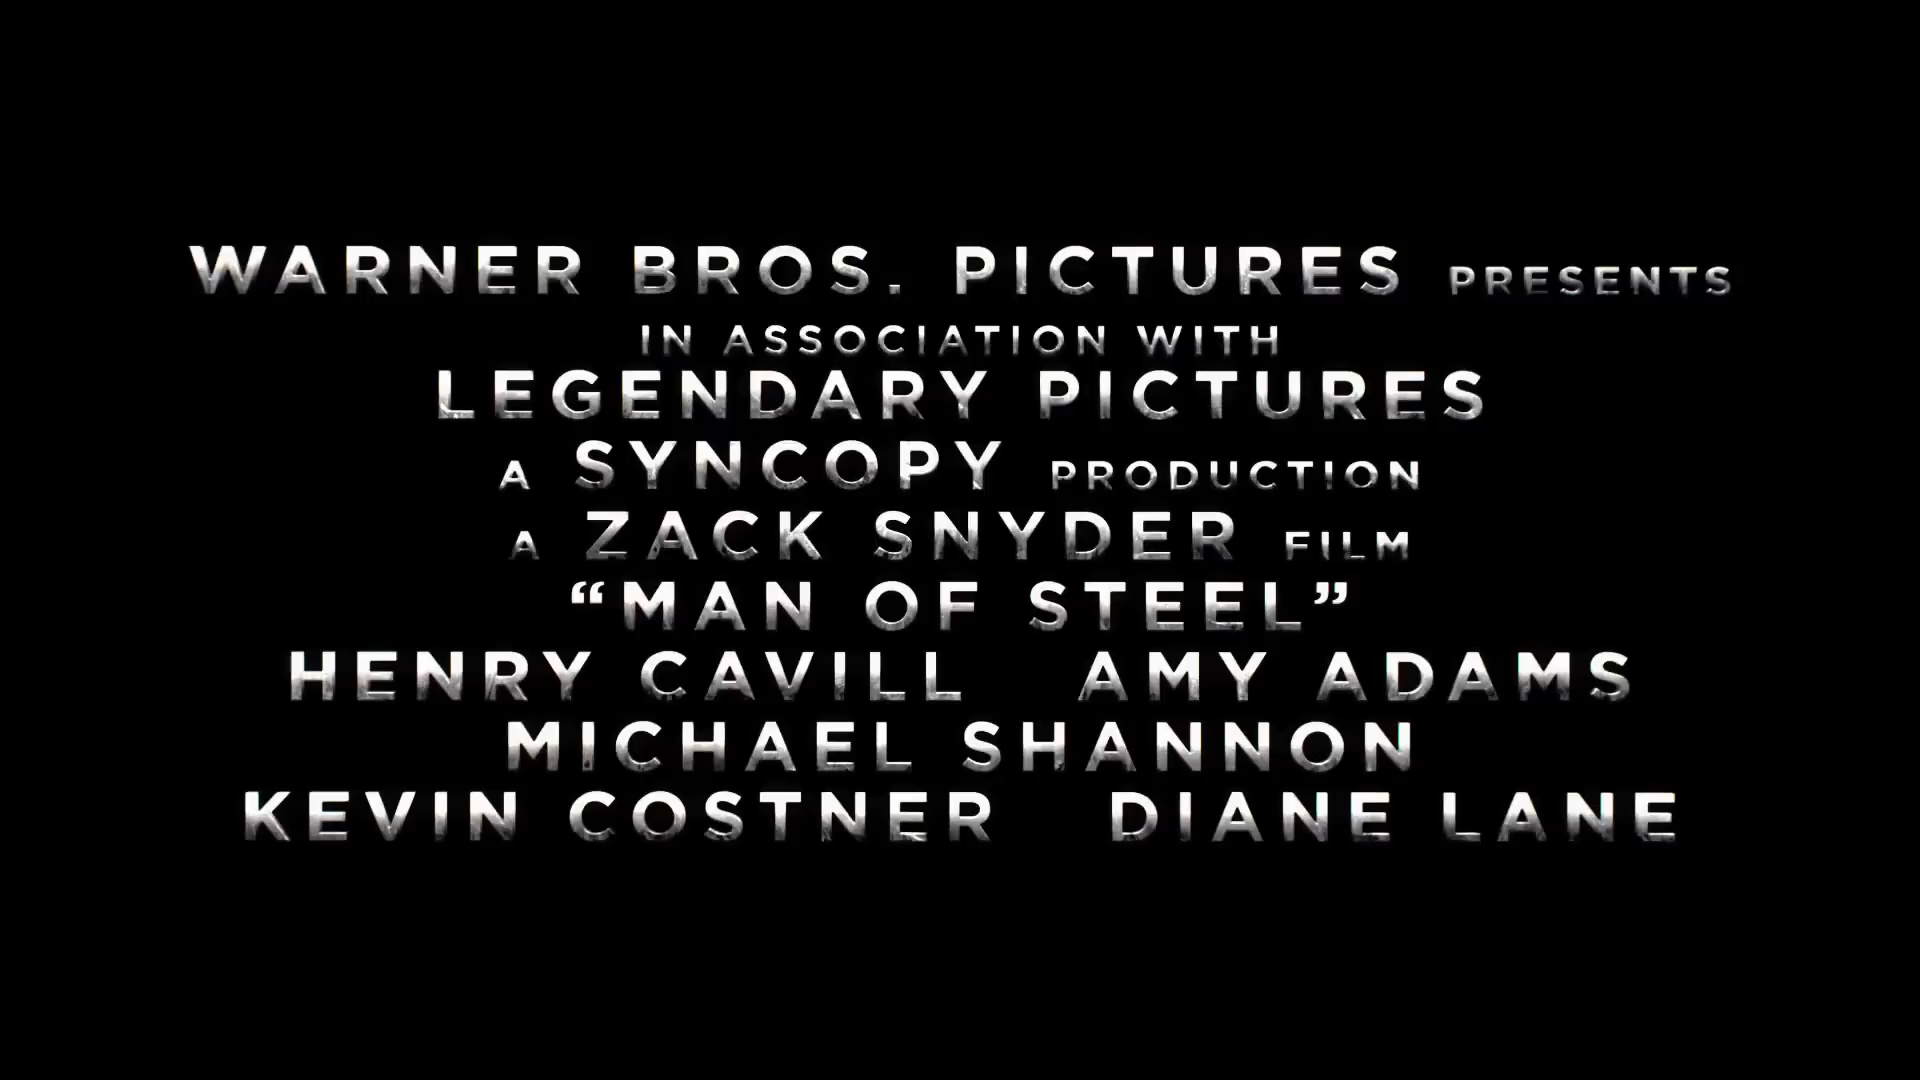 WARNER BROS. PICTURES PRESENTS
IN ASSOCIATION WITH
LEGENDARY PICTURES
A SYNCOPY PRODUCTION
A ZACK SNYDER FILM
“MAN OF STEEL”
HENRY CAVILL AMY ADAMS
MICHAEL SHANNON
KEVIN COSTNER DIANE LANE